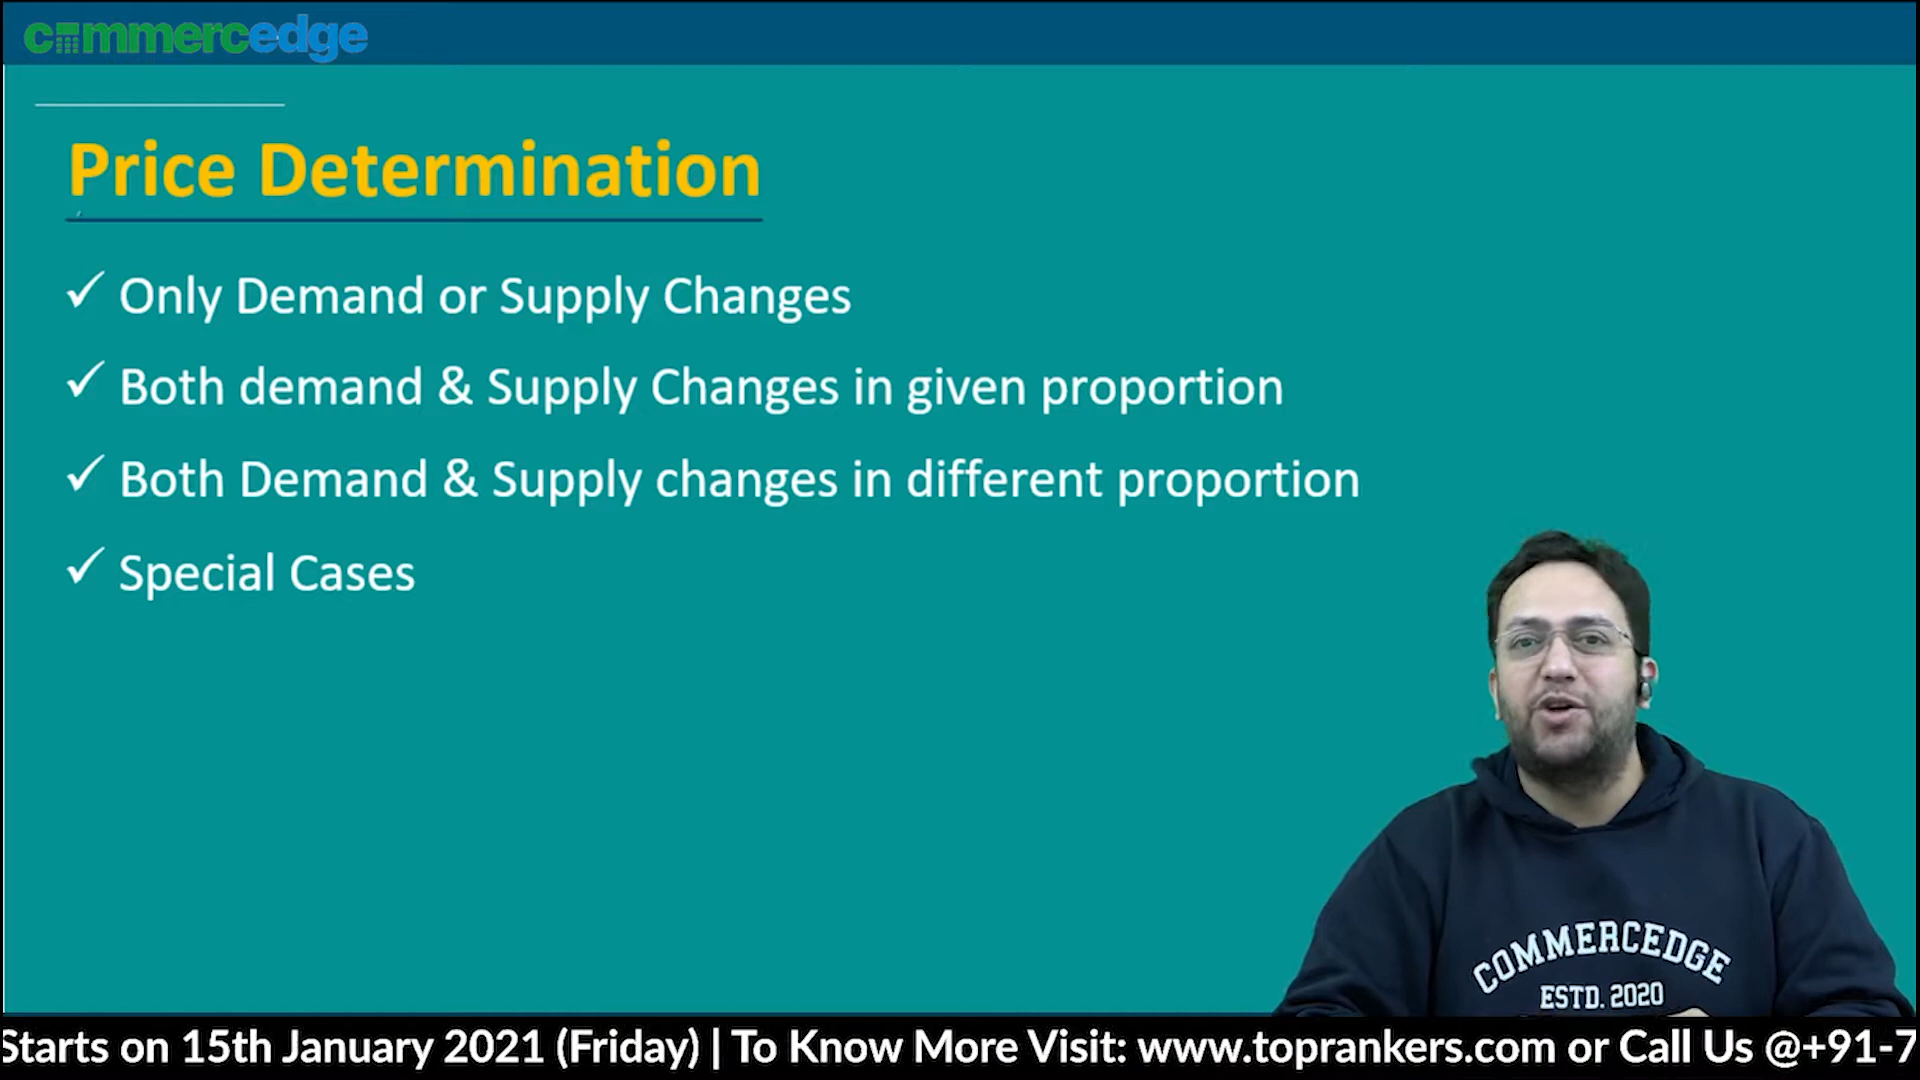 commercedge
Price Determination
✓ Only Demand or Supply Changes
✓ Both demand & Supply Changes in given proportion
✓ Both Demand & Supply changes in different proportion
✓ Special Cases
COMMERCEDGE
ESTD. 2020
Starts on 15th January 2021 (Friday) | To Know More Visit: www.toprankers.com or Call Us @+91-7